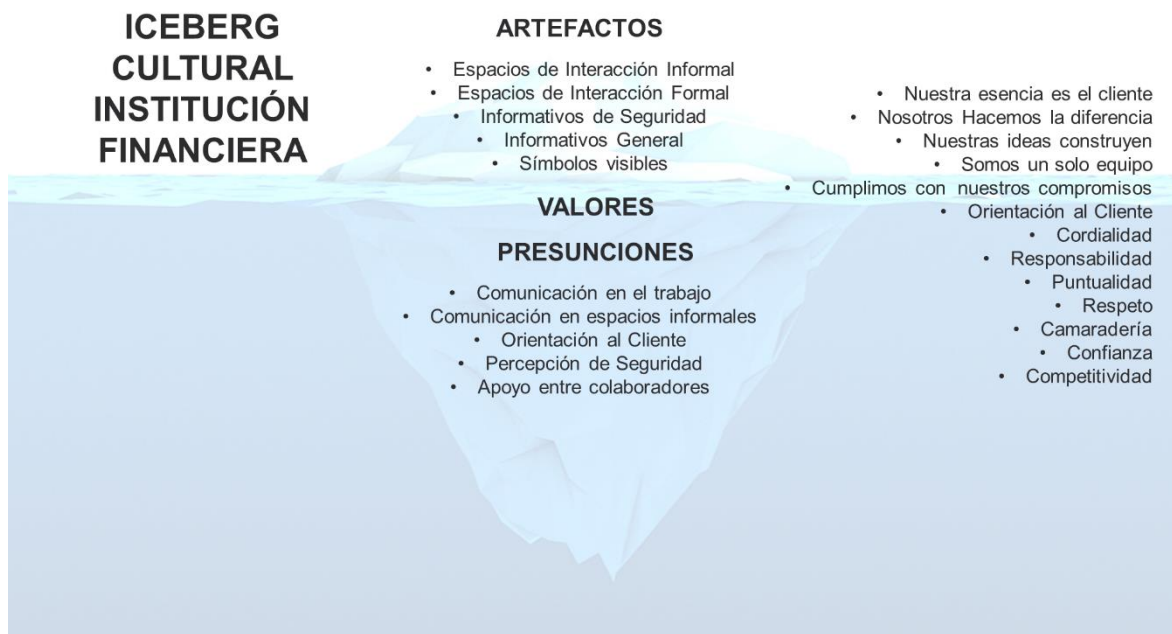 ICEBERG
CULTURAL
INSTITUCIÓN
FINANCIERA
ARTEFACTOS
• Espacios de Interacción Informal
• Espacios de Interacción Formal
• Informativos de Seguridad
• Informativos General
• Símbolos visibles
VALORES
PRESUNCIONES
• Comunicación en el trabajo
• Comunicación en espacios informales
• Orientación al Cliente
• Percepción de Seguridad
• Apoyo entre colaboradores
• Nuestra esencia es el cliente
• Nosotros Hacemos la diferencia
• Nuestras ideas construyen
• Somos un solo equipo
• Cumplimos con nuestros compromisos
• Orientación al Cliente
• Cordialidad
• Responsabilidad
• Puntualidad
• Respeto
• Camaradería
• Confianza
• Competitividad